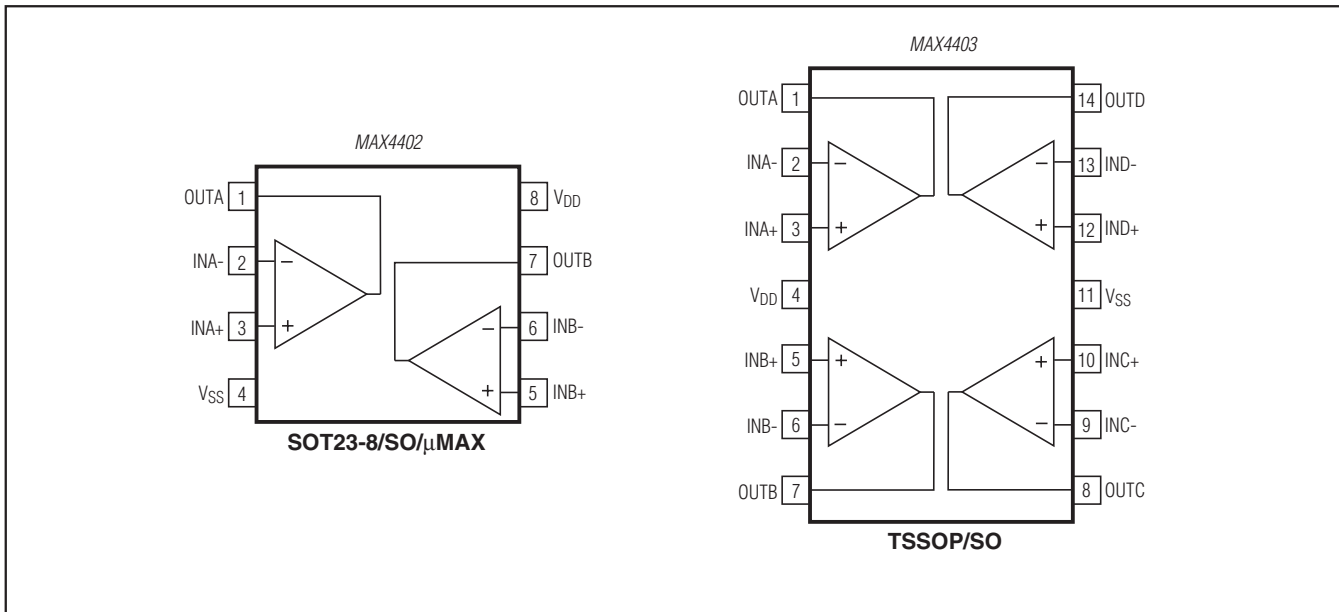 MAX4402
OUTA 1
8 VDD
INA- 2
−
7 OUTB
INA+ 3
+
−
6 INB-
VSS 4
+
5 INB+
SOT23-8/SO/μMAX
MAX4403
OUTA 1
14 OUTD
INA- 2
−
−
13 IND-
INA+ 3
+
+
12 IND+
VDD 4
11 VSS
INB+ 5
+
+
10 INC+
INB- 6
−
−
9 INC-
OUTB 7
8 OUTC
TSSOP/SO